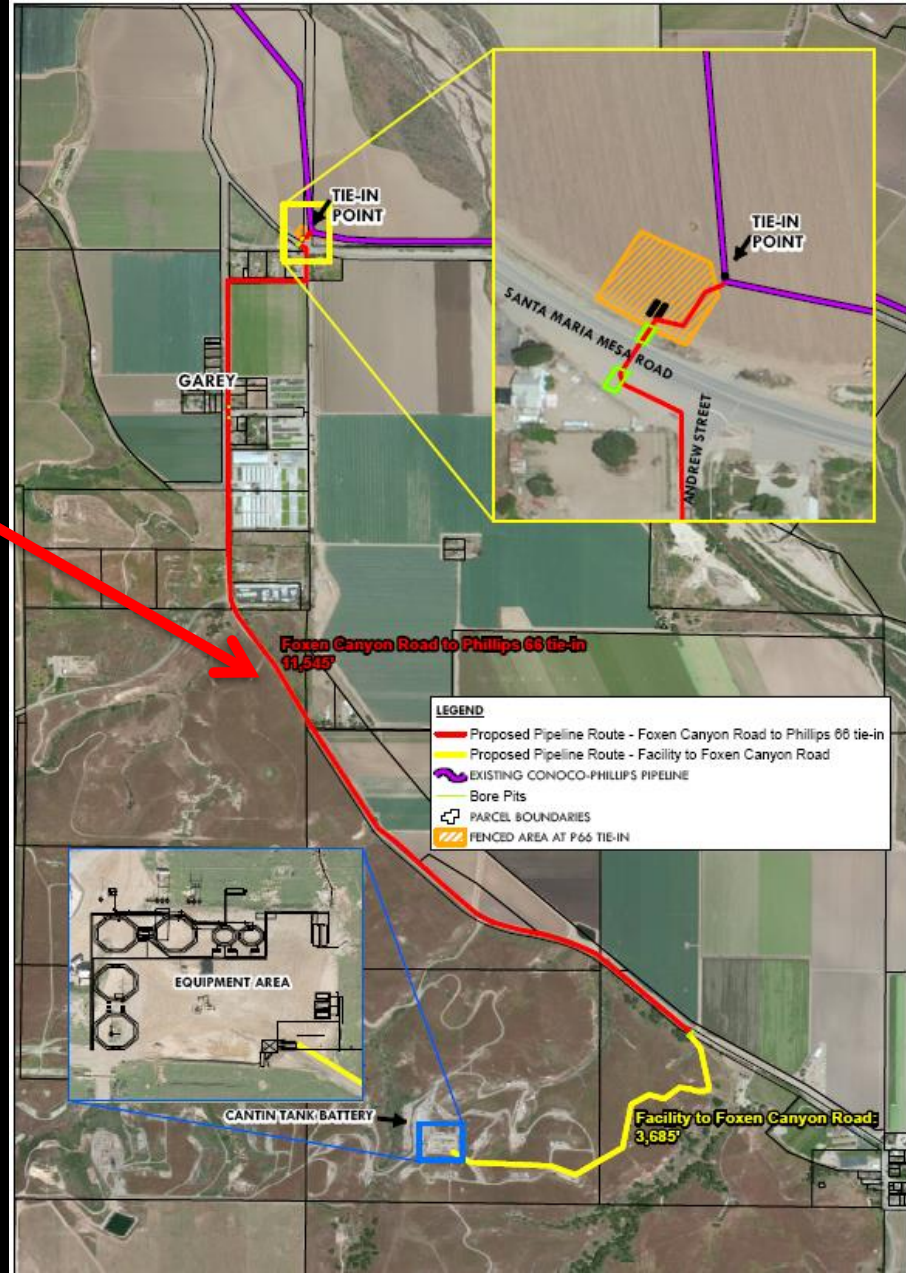 TIE-IN
POINT
TIE-IN
POINT
SANTA MARIA MESA ROAD
ANDREW STREET
GAREY
Foxen Canyon Road to Phillips 66 tie-in
11,545'
LEGEND
Proposed Pipeline Route - Foxen Canyon Road to Phillips 66 tie-in
Proposed Pipeline Route - Facility to Foxen Canyon Road
EXISTING CONOCO-PHILLIPS PIPELINE
Bore Pits
PARCEL BOUNDARIES
FENCED AREA AT P66 TIE-IN
EQUIPMENT AREA
CANTIN TANK BATTERY
Facility to Foxen Canyon Road:
3,685'